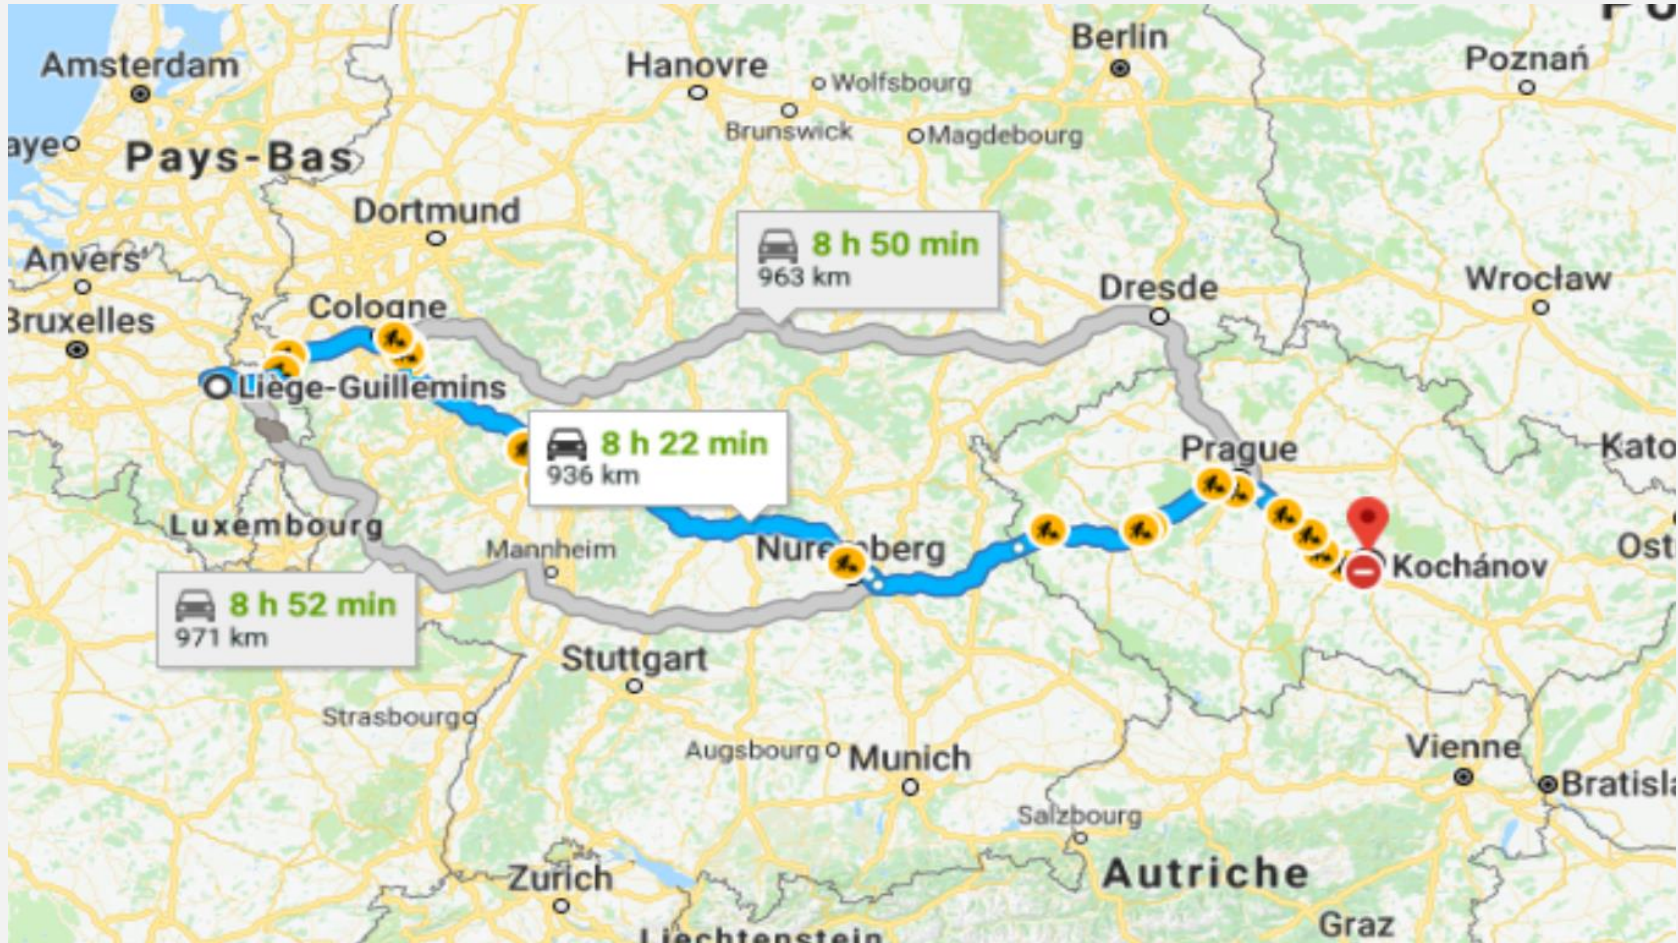 Berlin
Poznań
Amsterdam
Hanovre
Wolfsbourg
Brunswick
Magdebourg
aye
Pays-Bas
Dortmund
8 h 50 min
963 km
Anvers
Dresde
Wrocław
Cologne
Bruxelles
Liège-Guillemins
8 h 22 min
936 km
Prague
Kato
Luxembourg
Mannheim
Nuremberg
Ost
Kochánov
8 h 52 min
971 km
Stuttgart
Strasbourg
Augsbourg
Munich
Vienne
Bratisla
Salzbourg
Autriche
Zurich
Graz
Liechtenstein